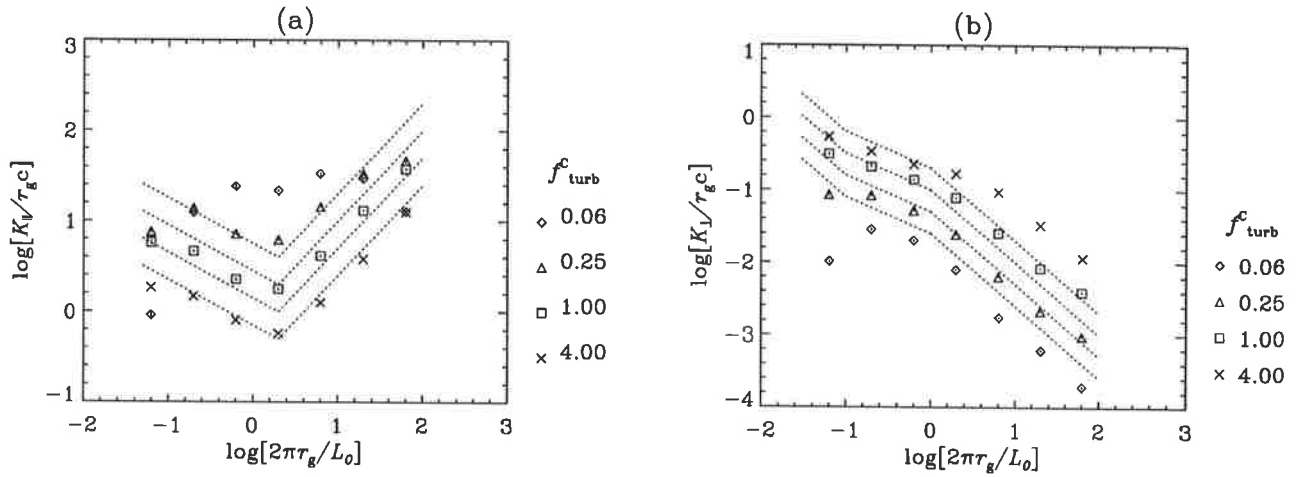 (a)
3
2
1
0
−1
log[K∥/r_g c]
−2 −1 0 1 2 3
log[2πr_g/L_0]
f^C_turb
◇ 0.06
△ 0.25
□ 1.00
× 4.00
(b)
1
0
−1
−2
−3
−4
log[K⊥/r_g c]
−2 −1 0 1 2 3
log[2πr_g/L_0]
f^C_turb
◇ 0.06
△ 0.25
□ 1.00
× 4.00